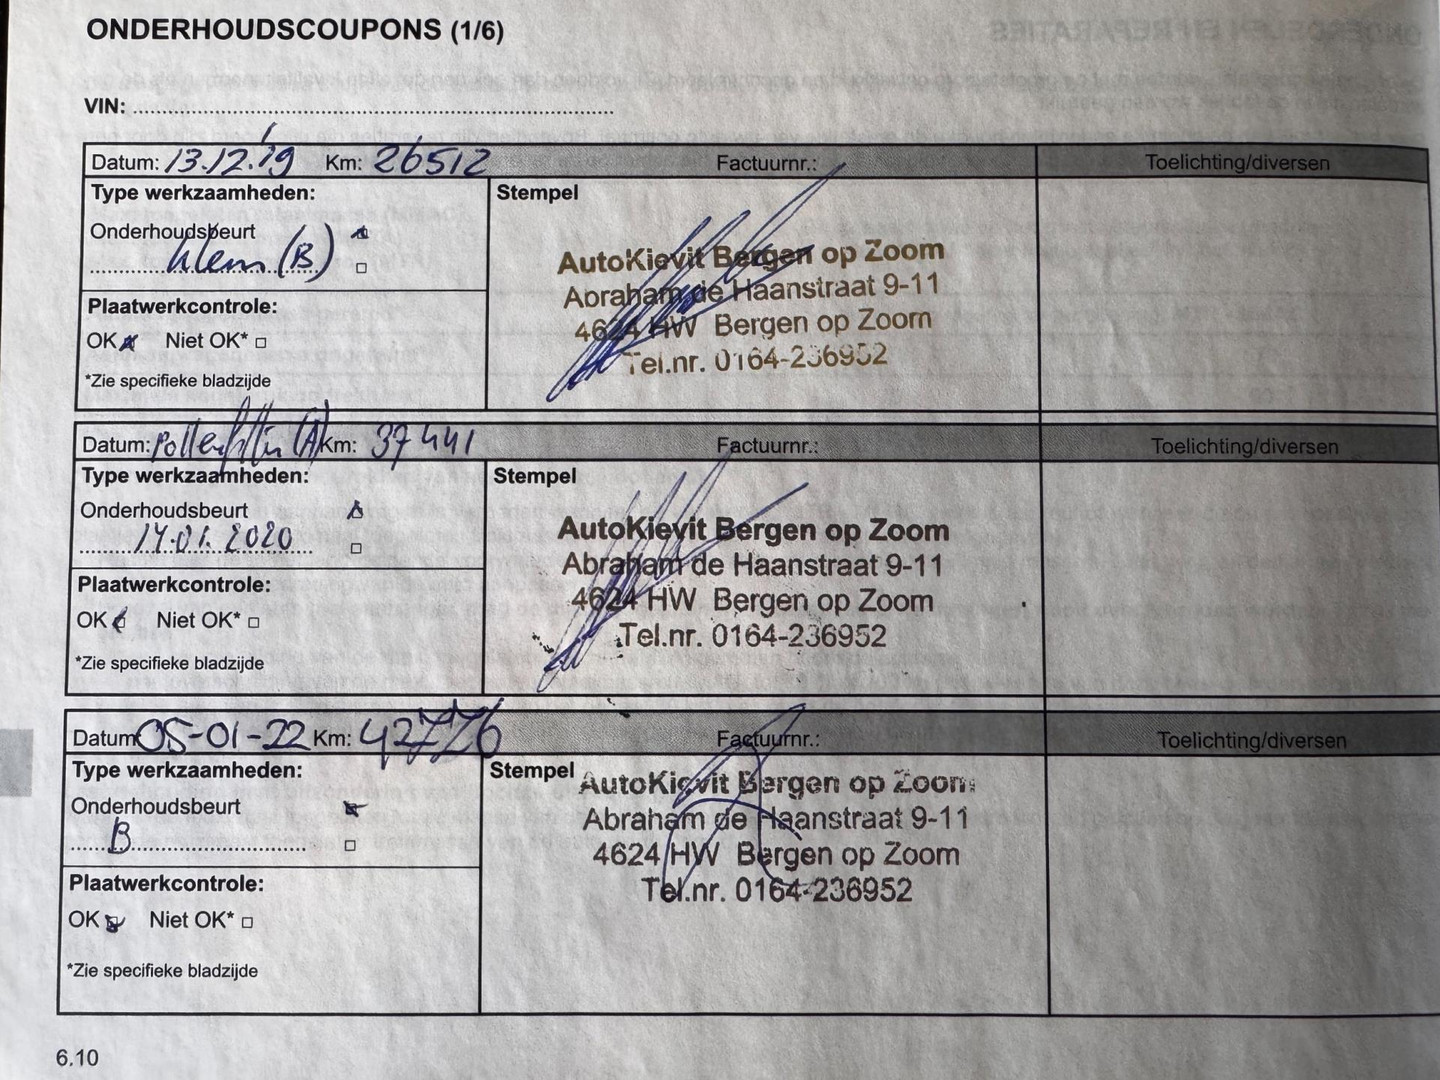 ONDERHOUDSCOUPONS (1/6)
VIN:
Datum: 13.12.'19 Km: 26512 Factuurnr.: Toelichting/diversen
Type werkzaamheden: Stempel
Onderhoudsbeurt
klein (B)
AutoKievit Bergen op Zoom
Abraham de Haanstraat 9-11
4624 HW Bergen op Zoom
Tel.nr. 0164-236952
Plaatwerkcontrole:
OK Niet OK*
*Zie specifieke bladzijde
Datum: Pollenfilter (A) Km: 37441 Factuurnr.: Toelichting/diversen
Type werkzaamheden: Stempel
Onderhoudsbeurt
14.01.2020
AutoKievit Bergen op Zoom
Abraham de Haanstraat 9-11
4624 HW Bergen op Zoom
Tel.nr. 0164-236952
Plaatwerkcontrole:
OK Niet OK*
*Zie specifieke bladzijde
Datum 05-01-22 Km: 42776 Factuurnr.: Toelichting/diversen
Type werkzaamheden: Stempel
Onderhoudsbeurt
B
AutoKievit Bergen op Zoom
Abraham de Haanstraat 9-11
4624 HW Bergen op Zoom
Tel.nr. 0164-236952
Plaatwerkcontrole:
OK Niet OK*
*Zie specifieke bladzijde
6.10